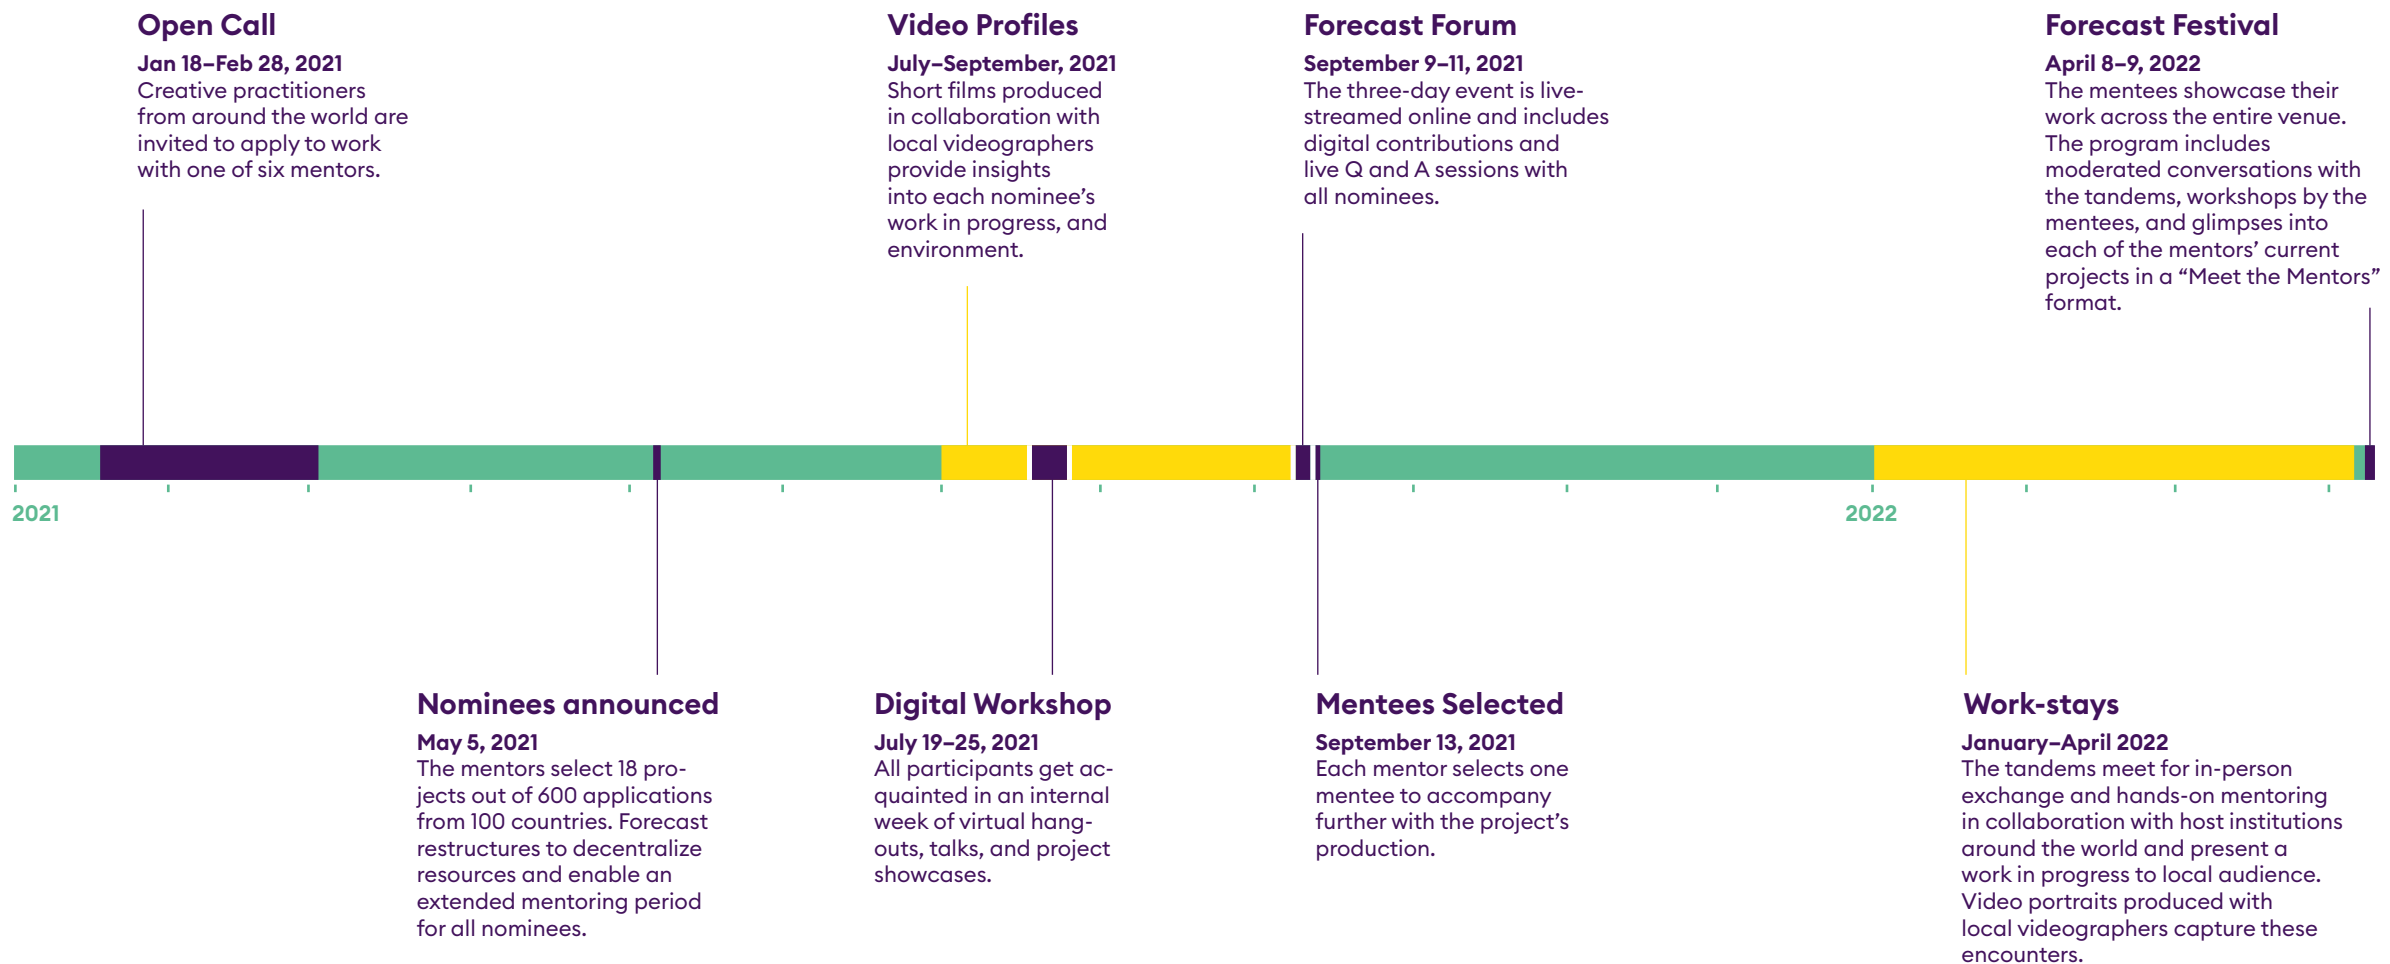 Open Call
Jan 18–Feb 28, 2021
Creative practitioners
from around the world are
invited to apply to work
with one of six mentors.
Video Profiles
July–September, 2021
Short films produced
in collaboration with
local videographers
provide insights
into each nominee’s
work in progress, and
environment.
Forecast Forum
September 9–11, 2021
The three-day event is live-
streamed online and includes
digital contributions and
live Q and A sessions with
all nominees.
Forecast Festival
April 8–9, 2022
The mentees showcase their
work across the entire venue.
The program includes
moderated conversations with
the tandems, workshops by the
mentees, and glimpses into
each of the mentors’ current
projects in a “Meet the Mentors”
format.
2021
2022
Nominees announced
May 5, 2021
The mentors select 18 pro-
jects out of 600 applications
from 100 countries. Forecast
restructures to decentralize
resources and enable an
extended mentoring period
for all nominees.
Digital Workshop
July 19–25, 2021
All participants get ac-
quainted in an internal
week of virtual hang-
outs, talks, and project
showcases.
Mentees Selected
September 13, 2021
Each mentor selects one
mentee to accompany
further with the project’s
production.
Work-stays
January–April 2022
The tandems meet for in-person
exchange and hands-on mentoring
in collaboration with host institutions
around the world and present a
work in progress to local audience.
Video portraits produced with
local videographers capture these
encounters.